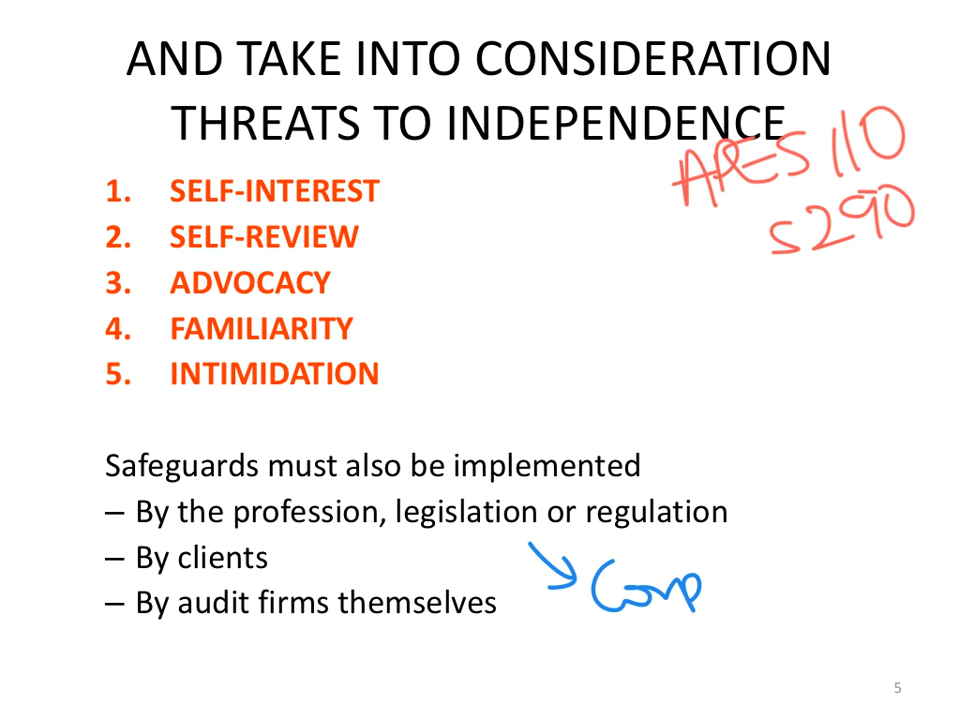 AND TAKE INTO CONSIDERATION
THREATS TO INDEPENDENCE
APES 110
S290
1. SELF-INTEREST
2. SELF-REVIEW
3. ADVOCACY
4. FAMILIARITY
5. INTIMIDATION
Safeguards must also be implemented
– By the profession, legislation or regulation
– By clients
Corp
– By audit firms themselves
5